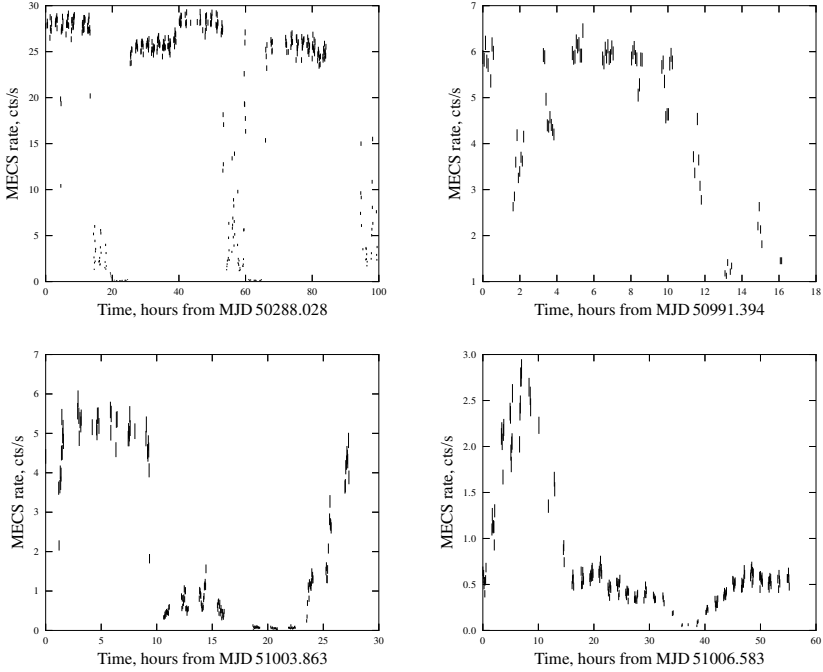 30
25
20
15
10
5
0
MECS rate, cts/s
0 20 40 60 80 100
Time, hours from MJD 50288.028
7
6
5
4
3
2
1
MECS rate, cts/s
0 2 4 6 8 10 12 14 16 18
Time, hours from MJD 50991.394
7
6
5
4
3
2
1
0
MECS rate, cts/s
0 10 20 30
Time, hours from MJD 51003.863
3.0
2.5
2.0
1.5
1.0
0.5
0.0
MECS rate, cts/s
0 10 20 30 40 50 60
Time, hours from MJD 51006.583